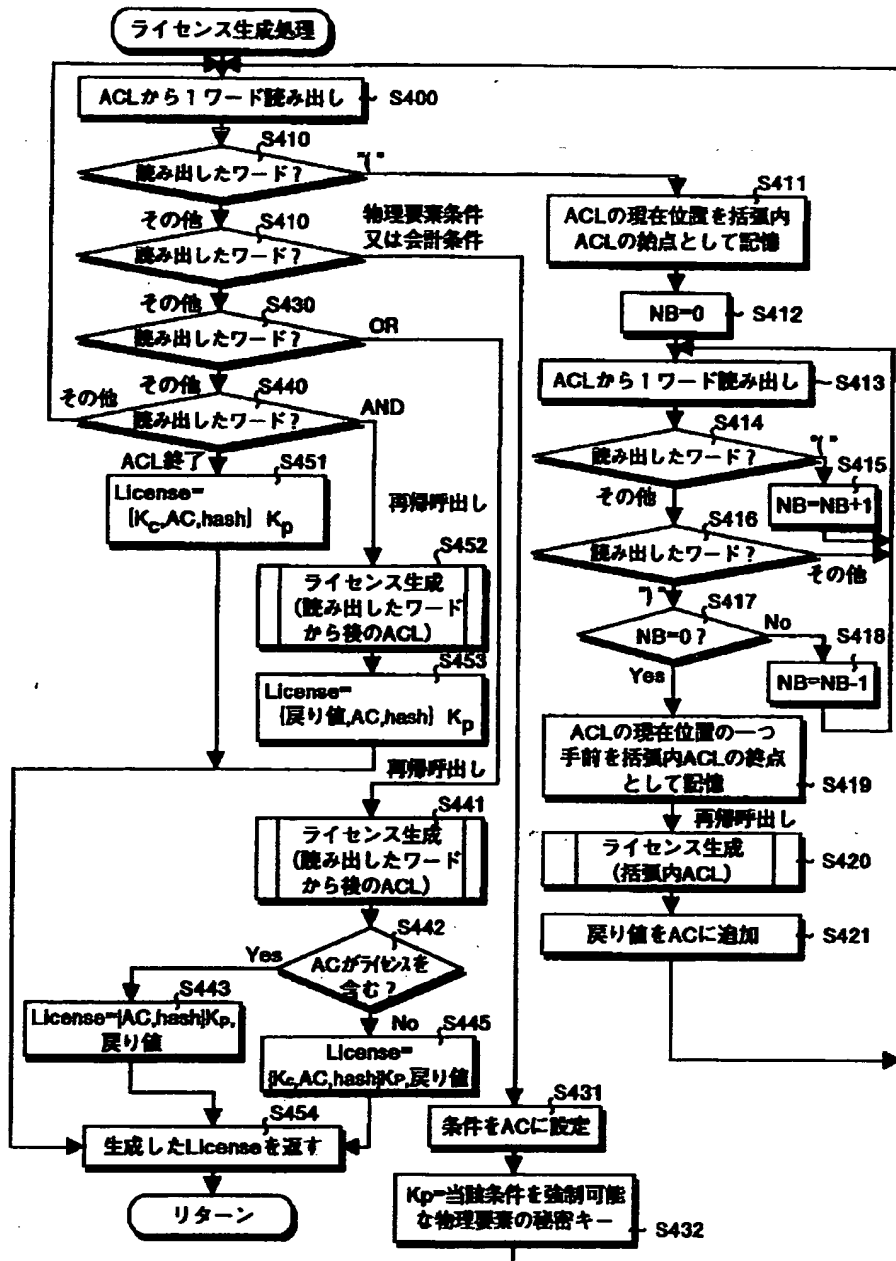 ライセンス生成処理
ACLから1ワード読み出し
S400
S410
読み出したワード?
"("
その他
S410
読み出したワード?
物理要素条件
又は会計条件
その他
S430
読み出したワード?
OR
その他
その他
S440
読み出したワード?
AND
ACL終了
S451
License=
{Kc,AC,hash} Kp
再帰呼出し
S452
ライセンス生成
(読み出したワード
から後のACL)
S453
License=
{戻り値,AC,hash} Kp
再帰呼出し
S441
ライセンス生成
(読み出したワード
から後のACL)
S442
ACがライセンスを
含む?
Yes
S443
License={AC,hash}Kp,
戻り値
No
S445
License=
{Kc,AC,hash}Kp,戻り値
S454
生成したLicenseを返す
リターン
S411
ACLの現在位置を括弧内
ACLの始点として記憶
NB=0
S412
ACLから1ワード読み出し
S413
S414
読み出したワード?
"("
S415
NB=NB+1
その他
S416
読み出したワード?
その他
")"
S417
NB=0?
No
S418
NB=NB-1
Yes
ACLの現在位置の一つ
手前を括弧内ACLの終点
として記憶
S419
再帰呼出し
ライセンス生成
(括弧内ACL)
S420
戻り値をACに追加
S421
S431
条件をACに設定
Kp=当該条件を強制可能
な物理要素の秘密キー
S432